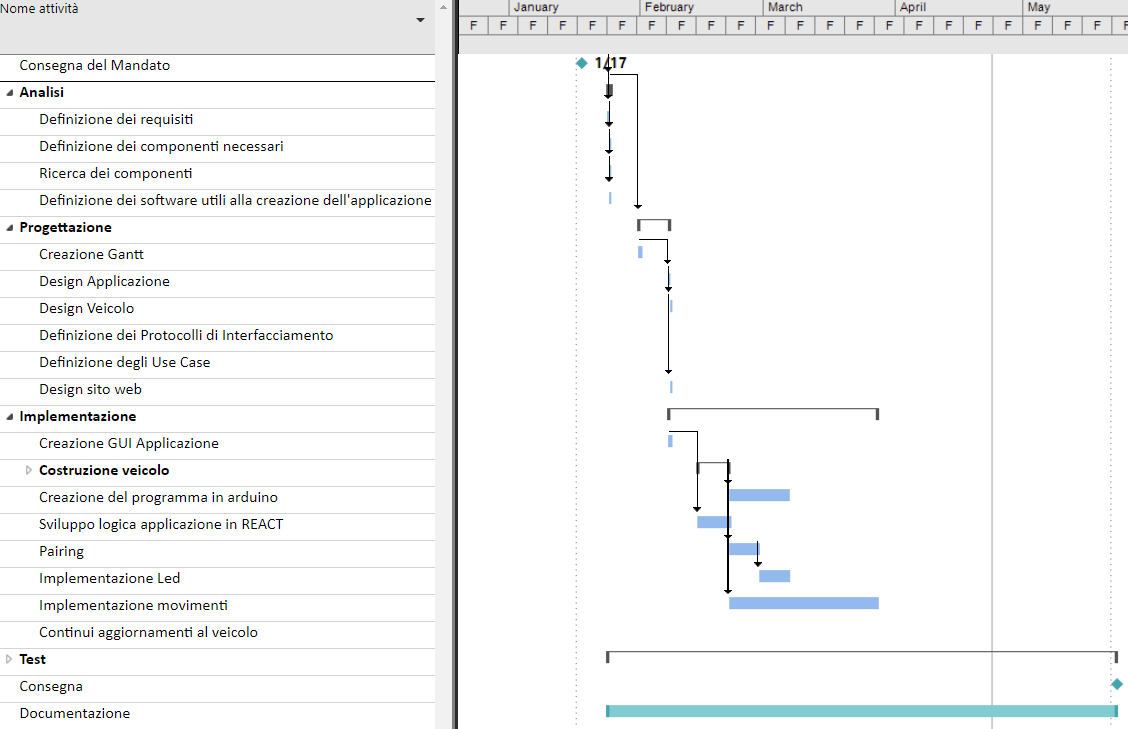 Nome attività
January February March April May
F F F F F F F F F F F F F F F F F F F F F F F
Consegna del Mandato
1/17
Analisi
Definizione dei requisiti
Definizione dei componenti necessari
Ricerca dei componenti
Definizione dei software utili alla creazione dell'applicazione
Progettazione
Creazione Gantt
Design Applicazione
Design Veicolo
Definizione dei Protocolli di Interfacciamento
Definizione degli Use Case
Design sito web
Implementazione
Creazione GUI Applicazione
Costruzione veicolo
Creazione del programma in arduino
Sviluppo logica applicazione in REACT
Pairing
Implementazione Led
Implementazione movimenti
Continui aggiornamenti al veicolo
Test
Consegna
Documentazione